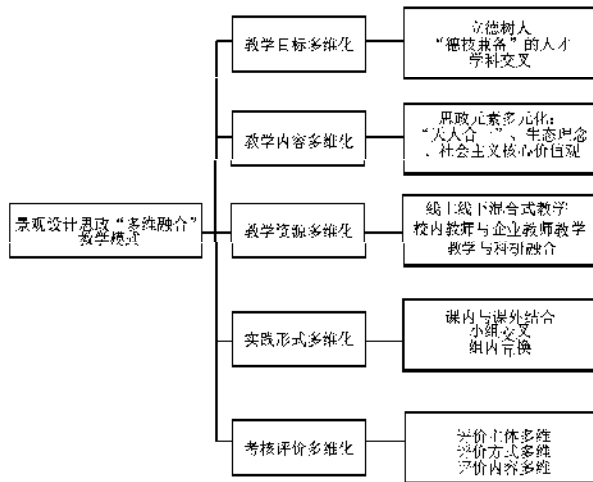 景观设计思政“多维融合”
教学模式
教学目标多维化
立德树人
“德技兼备”的人才
学科交叉
教学内容多维化
思政元素多元化:
“天人合一”、生态理念
、社会主义核心价值观
教学资源多维化
线上线下混合式教学
校内教师与企业教师教学
教学与科研融合
实践形式多维化
课内与课外结合
小组交叉
组内互换
考核评价多维化
评价主体多维
评价方式多维
评价内容多维